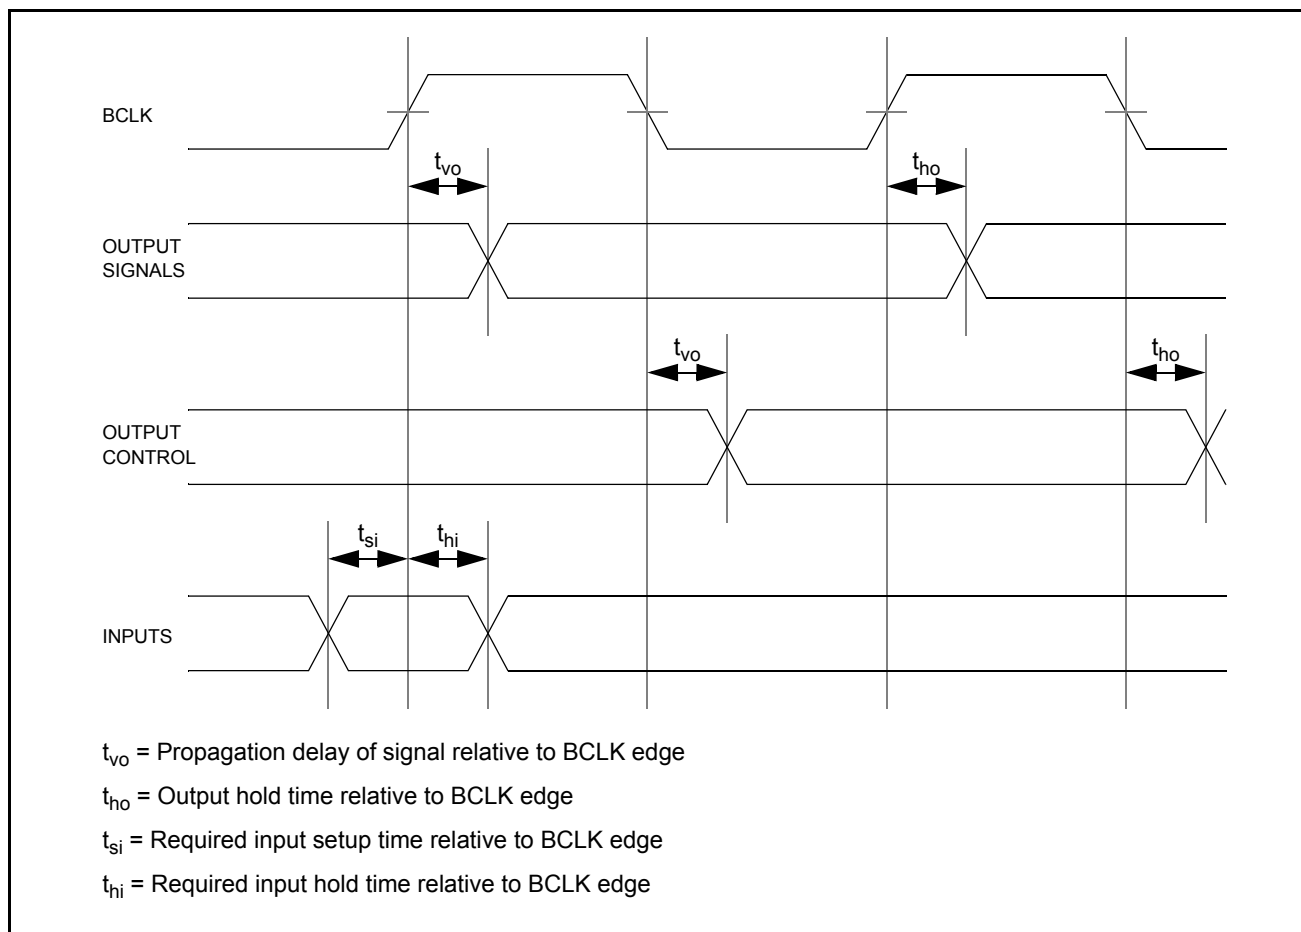 BCLK
t_vo
t_ho
OUTPUT
SIGNALS
t_vo
t_ho
OUTPUT
CONTROL
t_si
t_hi
INPUTS
t_vo = Propagation delay of signal relative to BCLK edge
t_ho = Output hold time relative to BCLK edge
t_si = Required input setup time relative to BCLK edge
t_hi = Required input hold time relative to BCLK edge